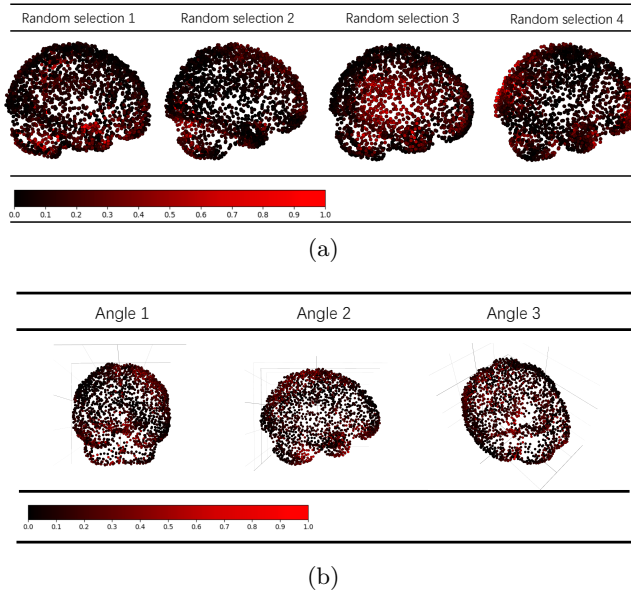 Random selection 1 Random selection 2 Random selection 3 Random selection 4
0.0 0.1 0.2 0.3 0.4 0.5 0.6 0.7 0.8 0.9 1.0
(a)
Angle 1 Angle 2 Angle 3
0.0 0.1 0.2 0.3 0.4 0.5 0.6 0.7 0.8 0.9 1.0
(b)